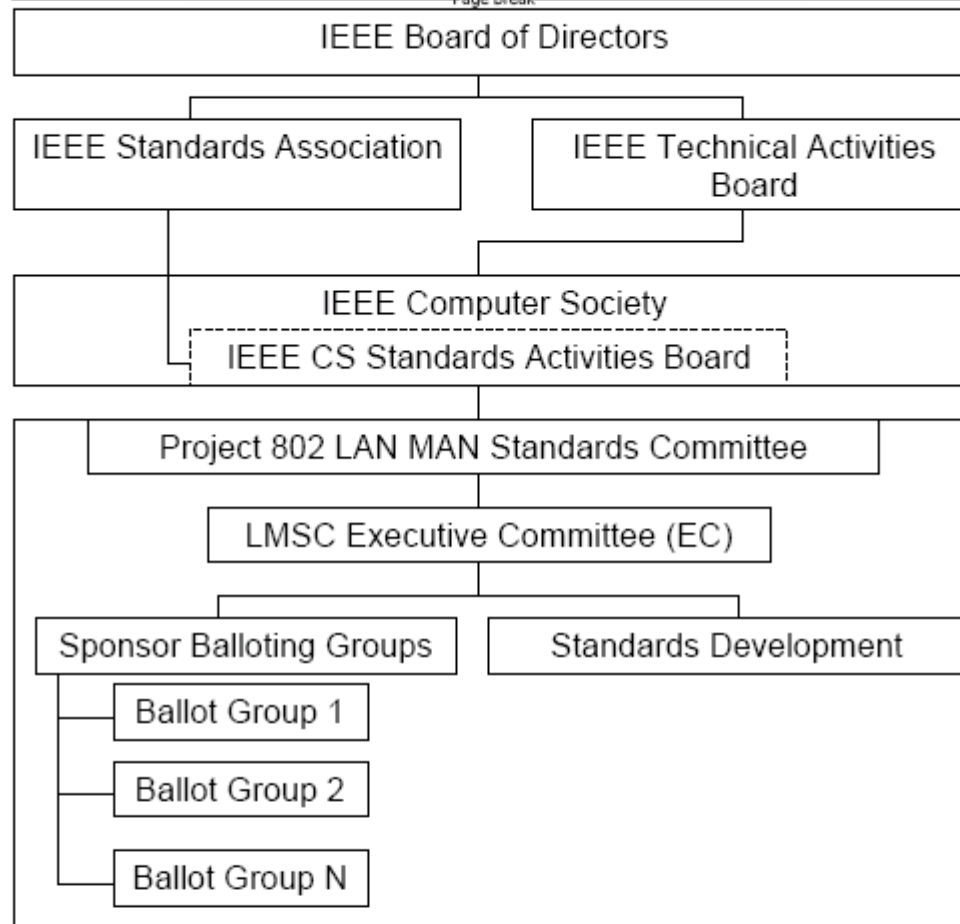 Page Break
IEEE Board of Directors
IEEE Standards Association
IEEE Technical Activities
Board
IEEE Computer Society
IEEE CS Standards Activities Board
Project 802 LAN MAN Standards Committee
LMSC Executive Committee (EC)
Sponsor Balloting Groups
Standards Development
Ballot Group 1
Ballot Group 2
Ballot Group N